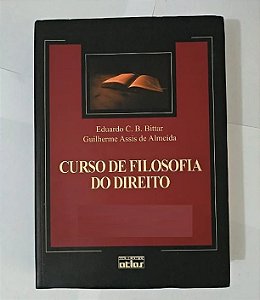 Eduardo C. B. Bittar
Guilherme Assis de Almeida
CURSO DE FILOSOFIA
DO DIREITO
atlas